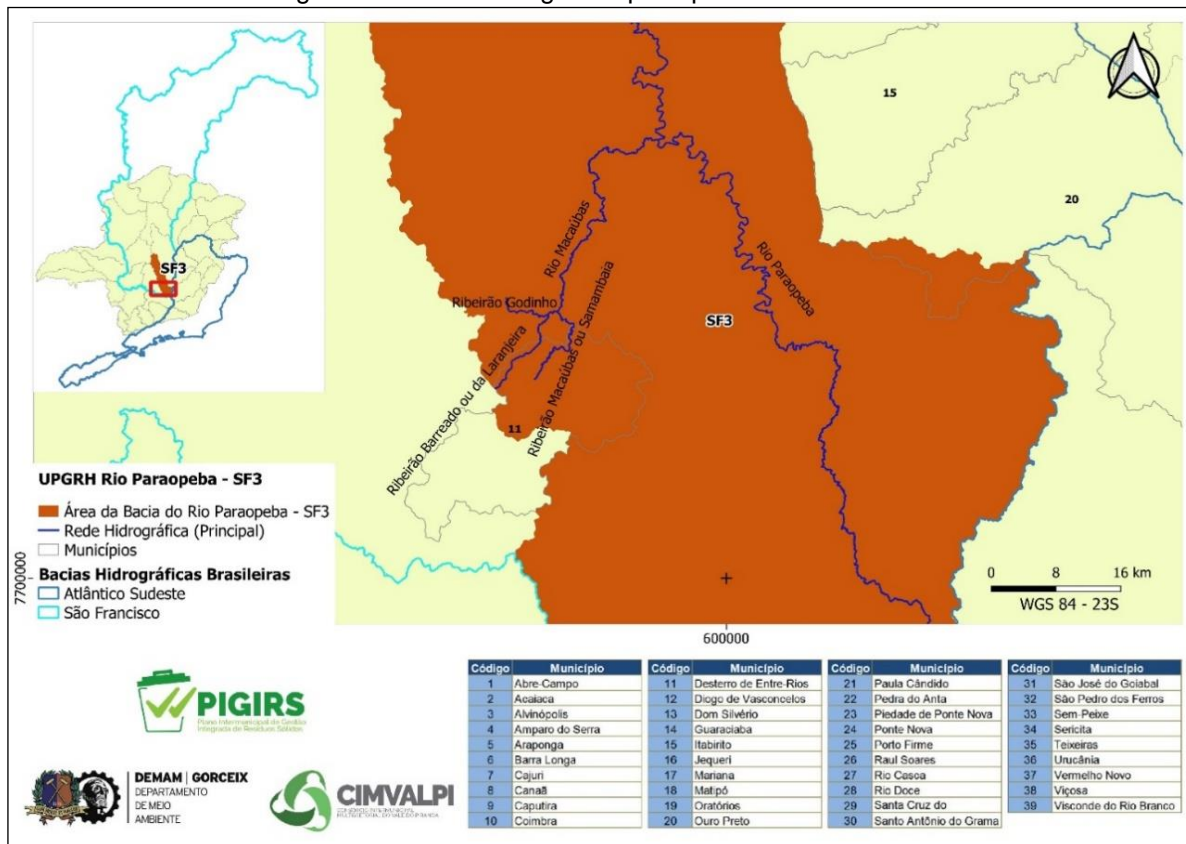 15
20
SF3
Rio Macaúbas
Rio Paraopeba
Ribeirão Godinho
SF3
Ribeirão Barreado ou da Laranjeira
Ribeirão Macaúbas ou Samambaia
11
UPGRH Rio Paraopeba - SF3
Área da Bacia do Rio Paraopeba - SF3
Rede Hidrográfica (Principal)
Municípios
Bacias Hidrográficas Brasileiras
Atlântico Sudeste
São Francisco
7700000
600000
0 8 16 km
WGS 84 - 23S
PIGIRS
Plano Intermunicipal de Gestão
Integrada de Resíduos Sólidos
DEMAM | GORCEIX
DEPARTAMENTO
DE MEIO
AMBIENTE
CIMVALPI
Código Município
1 Abre-Campo
2 Acaiaca
3 Alvinópolis
4 Amparo do Serra
5 Araponga
6 Barra Longa
7 Cajuri
8 Canaã
9 Caputira
10 Coimbra
Código Município
11 Desterro de Entre-Rios
12 Diogo de Vasconcelos
13 Dom Silvério
14 Guaraciaba
15 Itabirito
16 Jequeri
17 Mariana
18 Matipó
19 Oratórios
20 Ouro Preto
Código Município
21 Paula Cândido
22 Pedra do Anta
23 Piedade de Ponte Nova
24 Ponte Nova
25 Porto Firme
26 Raul Soares
27 Rio Casca
28 Rio Doce
29 Santa Cruz do
30 Santo Antônio do Grama
Código Município
31 São José do Goiabal
32 São Pedro dos Ferros
33 Sem-Peixe
34 Sericita
35 Teixeiras
36 Urucânia
37 Vermelho Novo
38 Viçosa
39 Visconde do Rio Branco